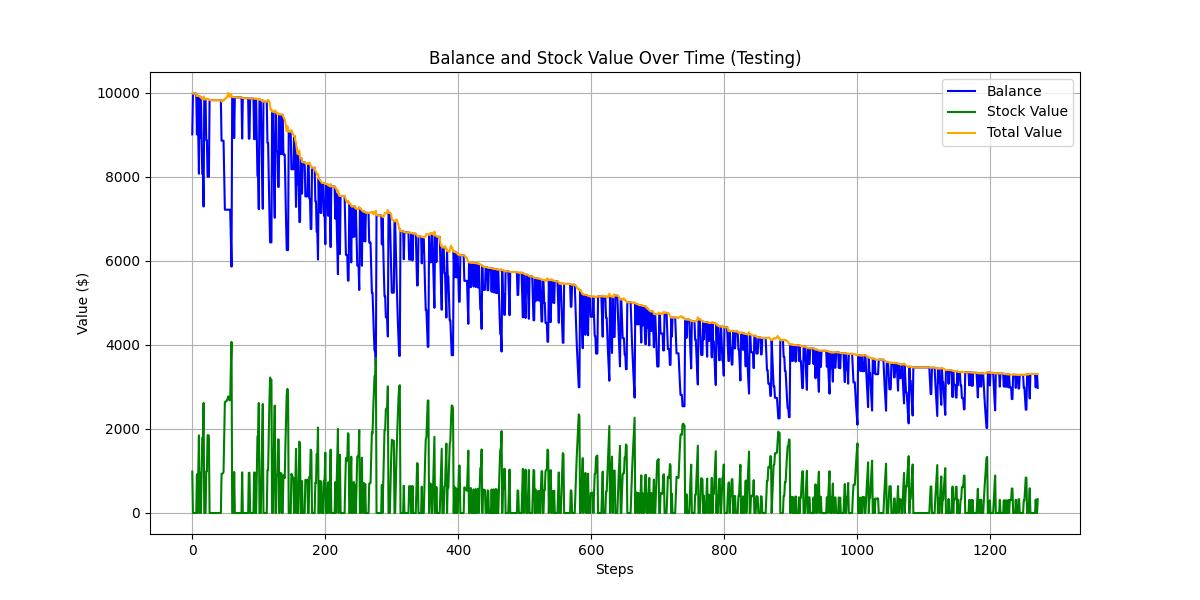 Balance and Stock Value Over Time (Testing)
Balance
Stock Value
Total Value
Value ($)
10000
8000
6000
4000
2000
0
0 200 400 600 800 1000 1200
Steps